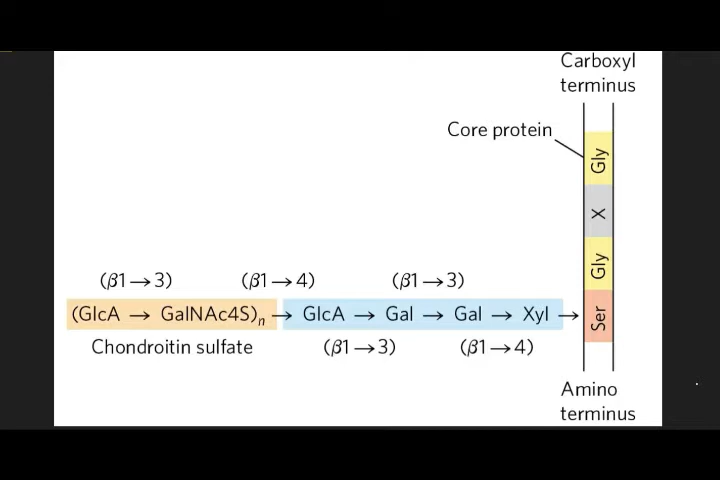 Carboxyl
terminus
Core protein
Gly
X
Gly
Ser
(β1→3) (β1→4) (β1→3)
(GlcA → GalNAc4S)n → GlcA → Gal → Gal → Xyl →
Chondroitin sulfate (β1→3) (β1→4)
Amino
terminus